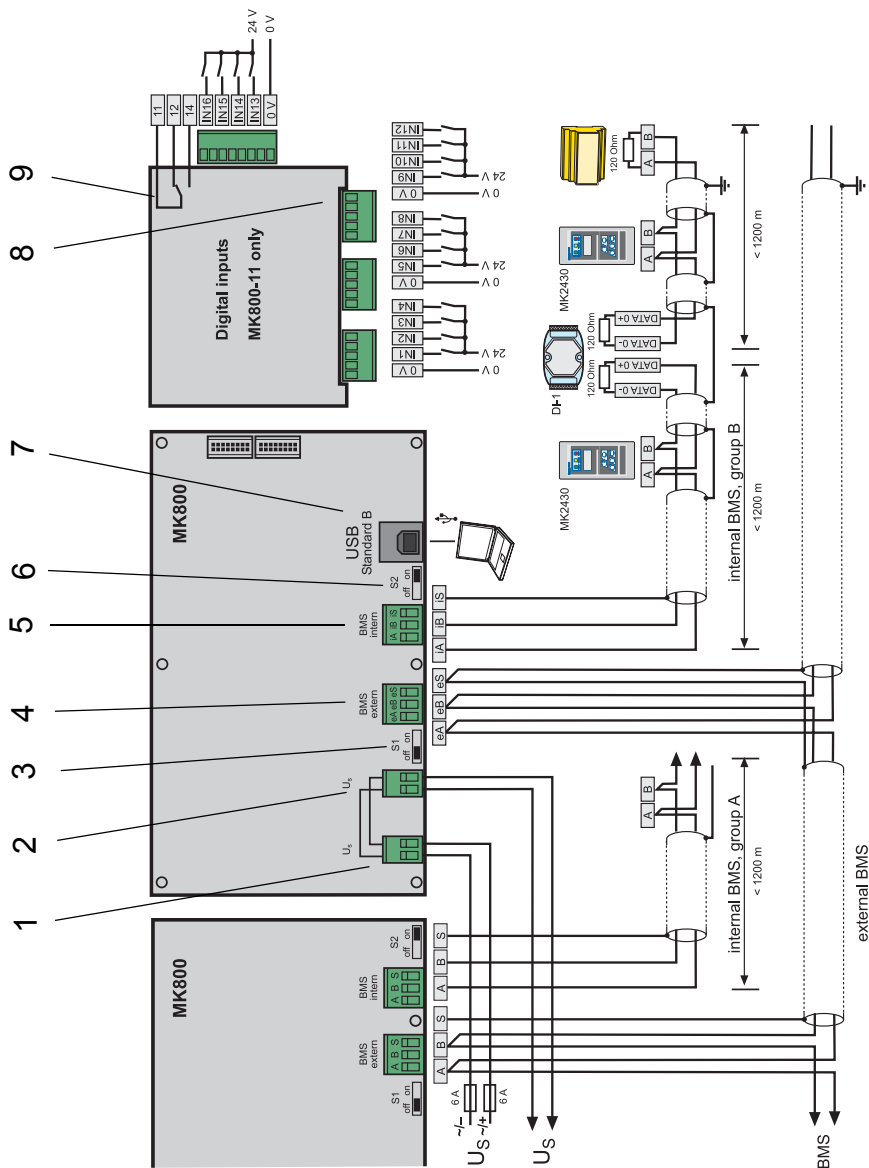 1
2
3
4
5
6
7
8
9
MK800
S1
off on
BMS
extern
A B S
BMS
intern
A B S
S2
off on
A
B
S
A
B
S
MK800
Us
Us
S1
off on
BMS
extern
eA eB eS
BMS
intern
iA iB iS
S2
off on
USB
Standard B
eA
eB
eS
iA
iB
iS
Digital inputs
MK800-11 only
11
12
14
IN16
IN15
IN14
IN13
0 V
24 V
0 V
0 V
IN1
IN2
IN3
IN4
0 V
24 V
0 V
IN5
IN6
IN7
IN8
0 V
24 V
0 V
IN9
IN10
IN11
IN12
0 V
24 V
6 A
6 A
~/–
US ~/+
US
A
B
internal BMS, group A
< 1200 m
MK2430
A
B
DI-1
120 Ohm
DATA 0-
DATA 0+
120 Ohm
DATA 0-
DATA 0+
MK2430
A
B
120 Ohm
A
B
internal BMS, group B
< 1200 m
< 1200 m
BMS
external BMS